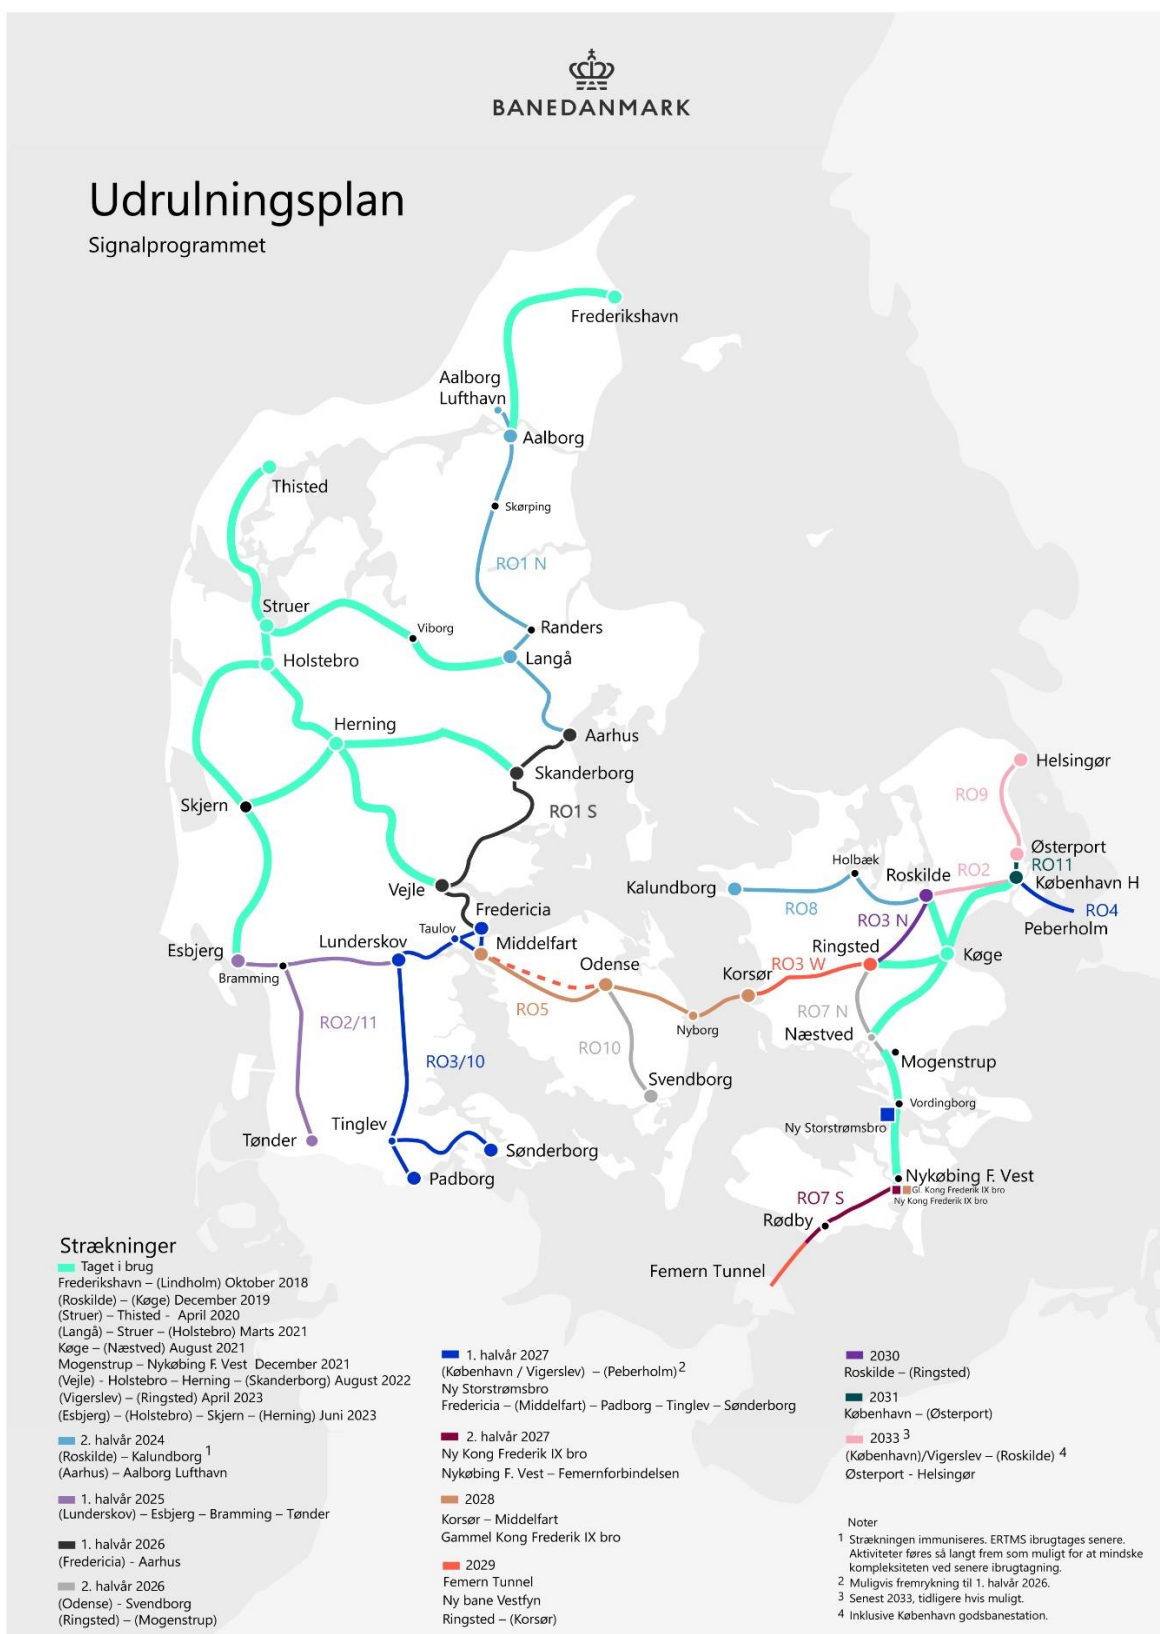 BANEDANMARK
Udrulningsplan
Signalprogrammet
Frederikshavn
Aalborg
Lufthavn
Aalborg
Thisted
Skørping
RO1 N
Struer
Viborg
Randers
Holstebro
Langå
Herning
Aarhus
Skanderborg
Helsingør
RO9
Skjern
RO1 S
Østerport
Holbæk
RO11
Roskilde
RO2
København H
Vejle
Kalundborg
RO8
RO4
Fredericia
RO3 N
Peberholm
Taulov
Lunderskov
Middelfart
Ringsted
Esbjerg
Køge
Odense
RO3 W
Korsør
Bramming
RO5
RO7 N
RO2/11
Nyborg
Næstved
RO10
RO3/10
Mogenstrup
Svendborg
Vordingborg
Tinglev
Ny Storstrømsbro
Tønder
Sønderborg
Padborg
Nykøbing F. Vest
Gl. Kong Frederik IX bro
Ny Kong Frederik IX bro
RO7 S
Rødby
Femern Tunnel
Strækninger
Taget i brug
Frederikshavn – (Lindholm) Oktober 2018
(Roskilde) – (Køge) December 2019
(Struer) – Thisted - April 2020
(Langå) – Struer – (Holstebro) Marts 2021
Køge – (Næstved) August 2021
Mogenstrup – Nykøbing F. Vest December 2021
(Vejle) - Holstebro – Herning – (Skanderborg) August 2022
(Vigerslev) – (Ringsted) April 2023
(Esbjerg) – (Holstebro) – Skjern – (Herning) Juni 2023
2. halvår 2024
(Roskilde) – Kalundborg 1
(Aarhus) – Aalborg Lufthavn
1. halvår 2025
(Lunderskov) – Esbjerg – Bramming – Tønder
1. halvår 2026
(Fredericia) - Aarhus
2. halvår 2026
(Odense) - Svendborg
(Ringsted) – (Mogenstrup)
1. halvår 2027
(København / Vigerslev) – (Peberholm) 2
Ny Storstrømsbro
Fredericia – (Middelfart) – Padborg – Tinglev – Sønderborg
2. halvår 2027
Ny Kong Frederik IX bro
Nykøbing F. Vest – Femernforbindelsen
2028
Korsør – Middelfart
Gammel Kong Frederik IX bro
2029
Femern Tunnel
Ny bane Vestfyn
Ringsted – (Korsør)
2030
Roskilde – (Ringsted)
2031
København – (Østerport)
2033 3
(København)/Vigerslev – (Roskilde) 4
Østerport - Helsingør
Noter
1 Strækningen immuniseres. ERTMS ibrugtages senere.
Aktiviteter føres så langt frem som muligt for at mindske
kompleksiteten ved senere ibrugtagning.
2 Muligvis fremrykning til 1. halvår 2026.
3 Senest 2033, tidligere hvis muligt.
4 Inklusive København godsbanestation.